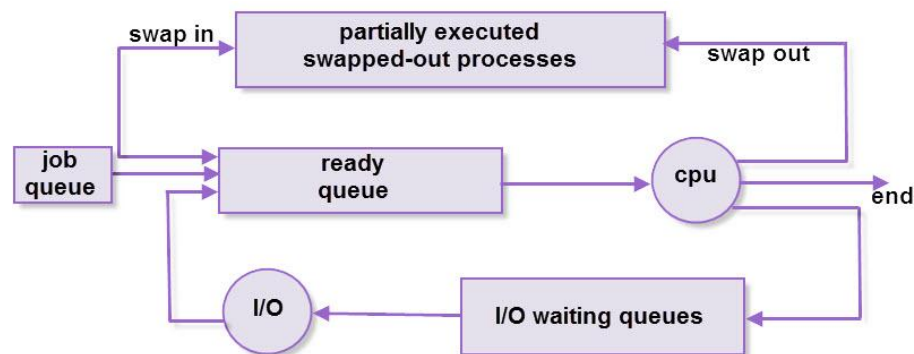 swap in
partially executed
swapped-out processes
swap out
job
queue
ready
queue
cpu
end
I/O
I/O waiting queues